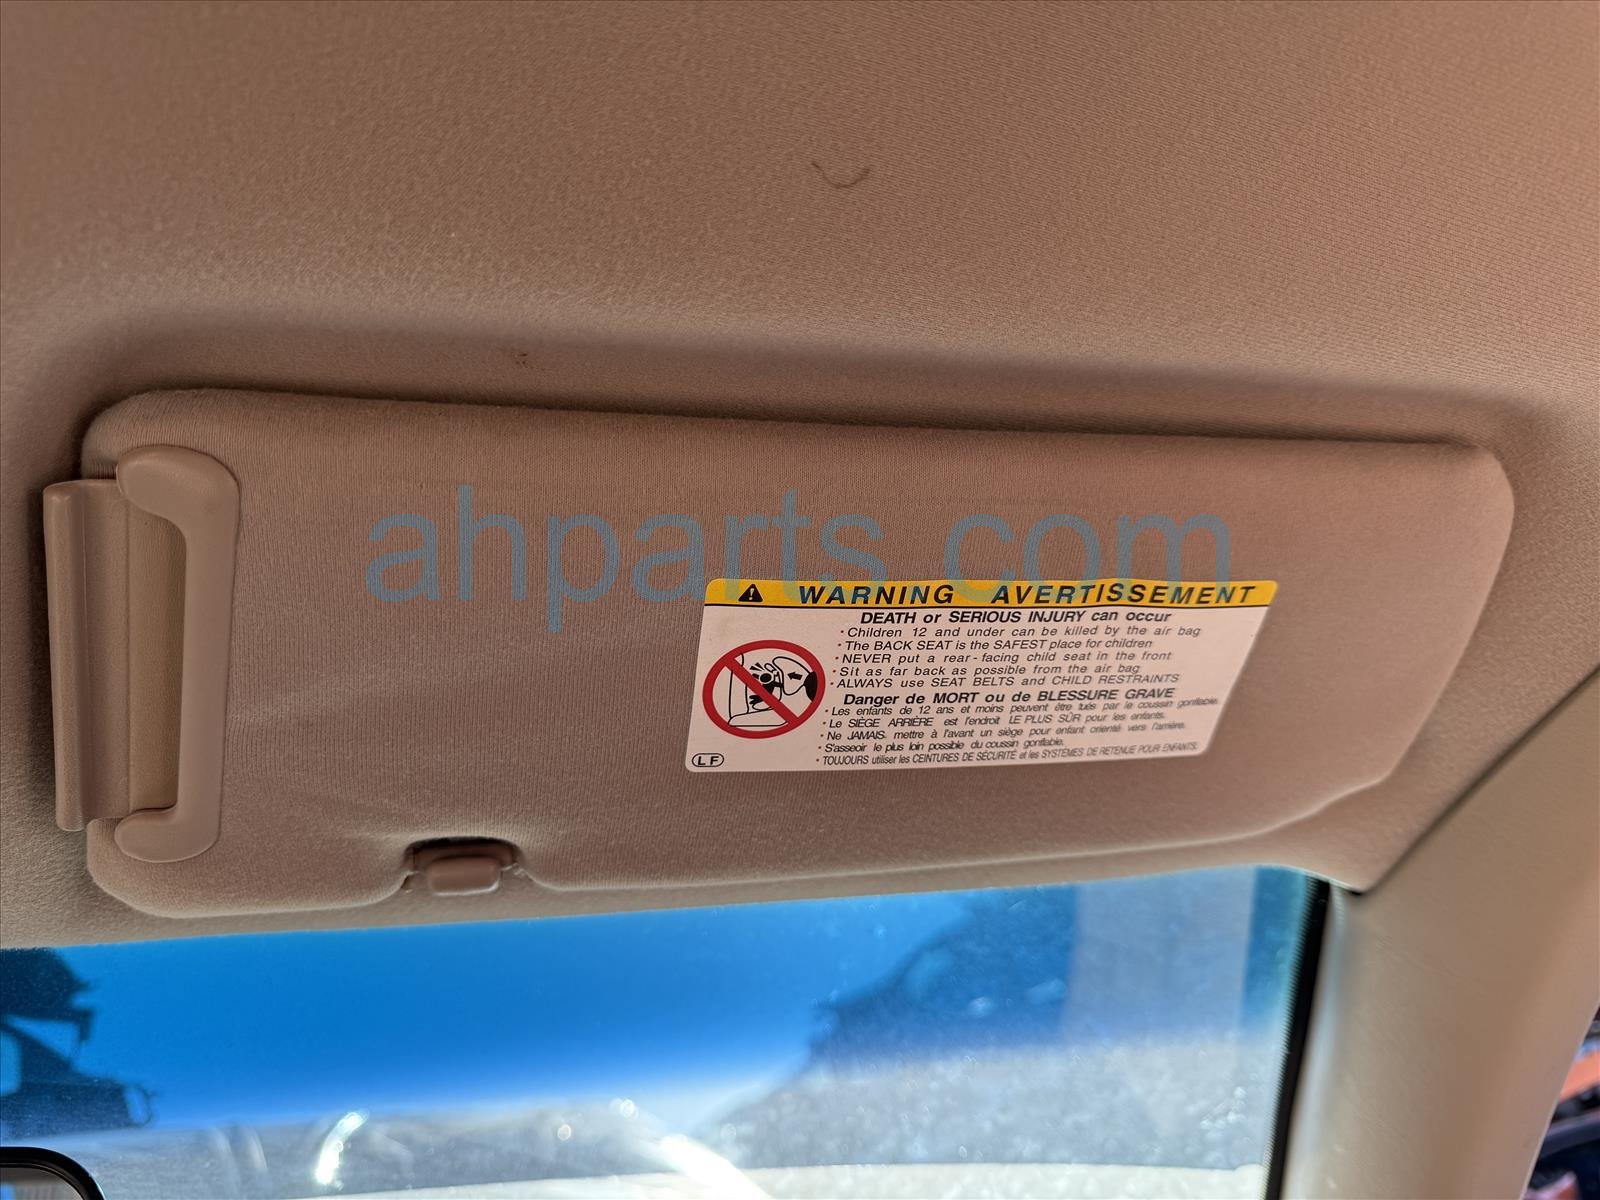 ahparts.com
WARNING AVERTISSEMENT
DEATH or SERIOUS INJURY can occur
• Children 12 and under can be killed by the air bag
• The BACK SEAT is the SAFEST place for children
• NEVER put a rear-facing child seat in the front
• Sit as far back as possible from the air bag
• ALWAYS use SEAT BELTS and CHILD RESTRAINTS
Danger de MORT ou de BLESSURE GRAVE
• Les enfants de 12 ans et moins peuvent être tués par le coussin gonflable.
• Le SIÈGE ARRIÈRE est l'endroit LE PLUS SÛR pour les enfants.
• Ne JAMAIS mettre à l'avant un siège pour enfant orienté vers l'arrière.
• S'asseoir le plus loin possible du coussin gonflable.
• TOUJOURS utiliser les CEINTURES DE SÉCURITÉ et les SYSTÈMES DE RETENUE POUR ENFANTS.
LF